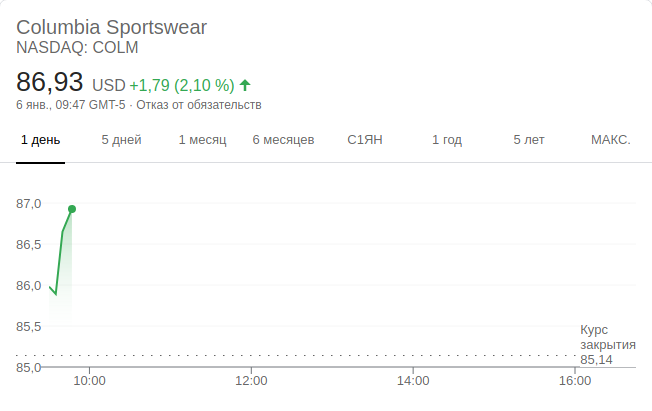 Columbia Sportswear
NASDAQ: COLM
86,93 USD +1,79 (2,10 %)
6 янв., 09:47 GMT-5 · Отказ от обязательств
1 день 5 дней 1 месяц 6 месяцев С1ЯН 1 год 5 лет МАКС.
87,0
86,5
86,0
85,5
Курс
закрытия
85,14
85,0
10:00 12:00 14:00 16:00